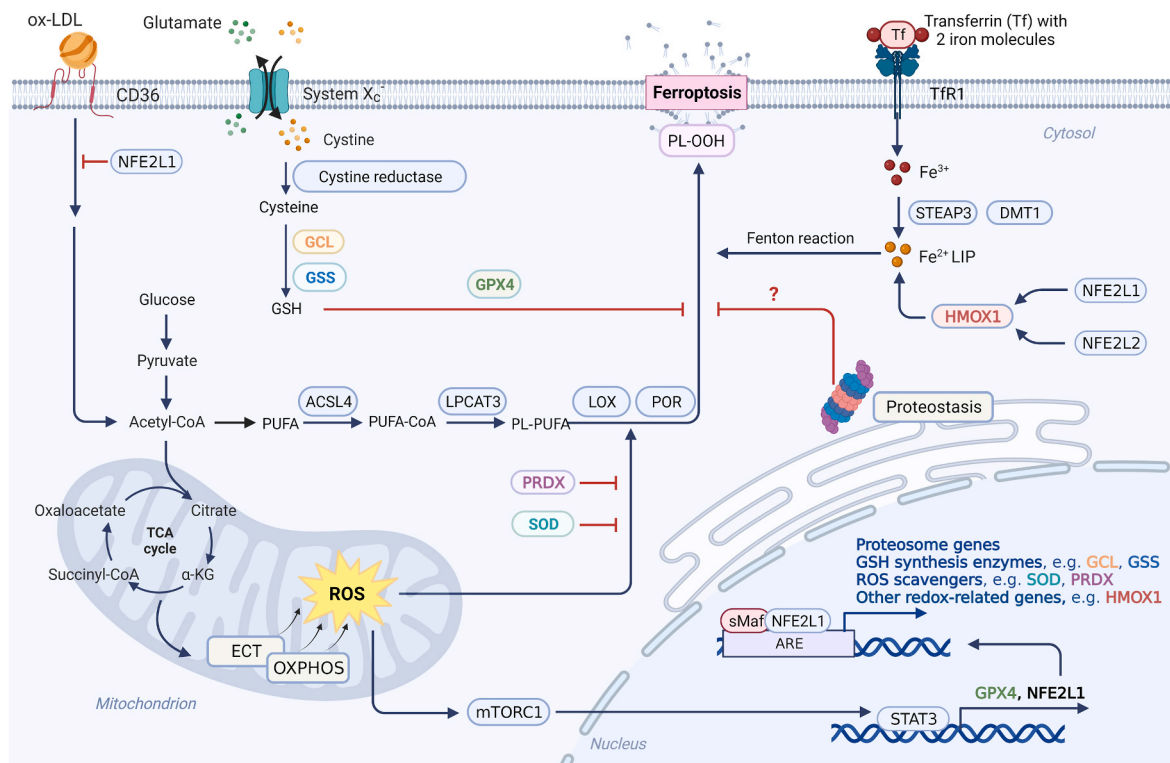 ox-LDL
Glutamate
Transferrin (Tf) with
2 iron molecules
Tf
CD36
System Xc-
Ferroptosis
TfR1
Cytosol
Cystine
PL-OOH
NFE2L1
Cystine reductase
Fe3+
Cysteine
STEAP3
DMT1
GCL
Fenton reaction
Fe2+ LIP
GSS
GPX4
GSH
?
NFE2L1
HMOX1
NFE2L2
Glucose
Pyruvate
ACSL4
LPCAT3
LOX
POR
Proteostasis
Acetyl-CoA
PUFA
PUFA-CoA
PL-PUFA
PRDX
SOD
Oxaloacetate
Citrate
TCA
cycle
Succinyl-CoA
α-KG
ROS
ECT
OXPHOS
Mitochondrion
Proteosome genes
GSH synthesis enzymes, e.g. GCL, GSS
ROS scavengers, e.g. SOD, PRDX
Other redox-related genes, e.g. HMOX1
sMaf
NFE2L1
ARE
GPX4, NFE2L1
mTORC1
STAT3
Nucleus